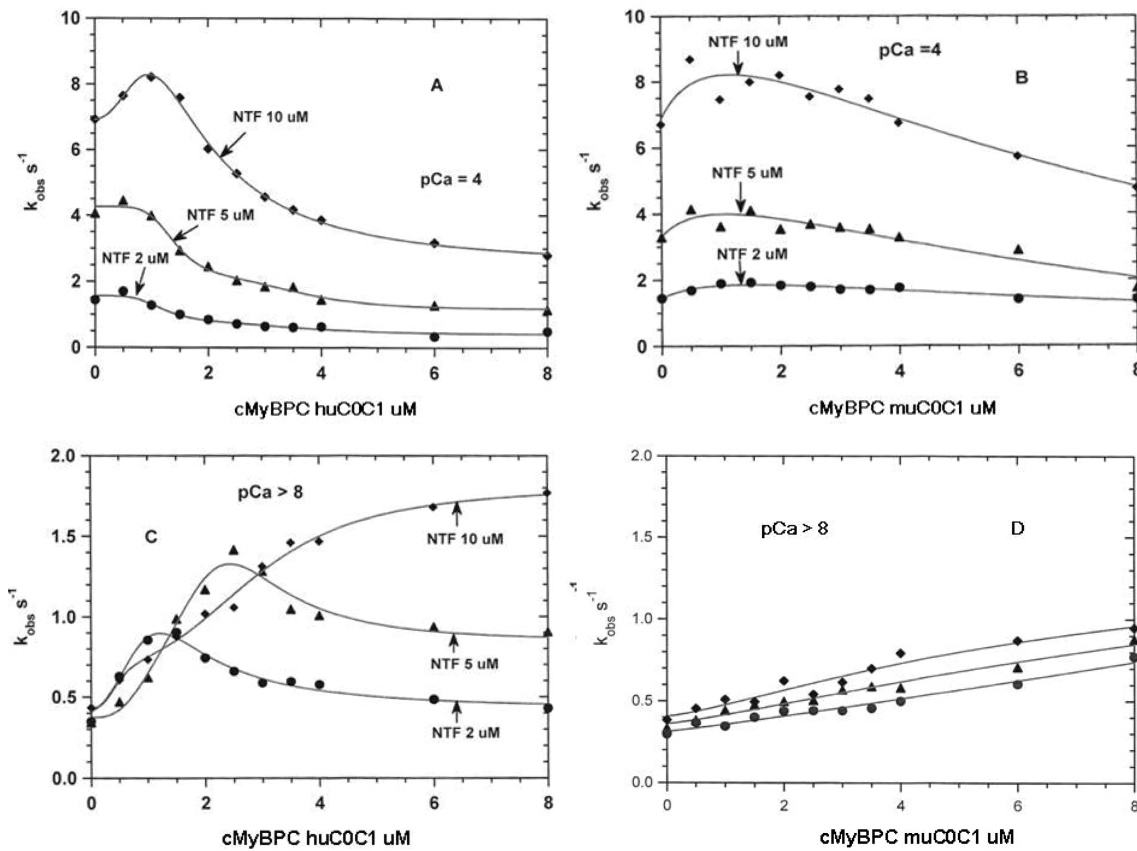 10
8
6
4
2
0
k_obs s^-1
A
NTF 10 uM
pCa = 4
NTF 5 uM
NTF 2 uM
0 2 4 6 8
cMyBPC huC0C1 uM
10
8
6
4
2
0
k_obs s^-1
NTF 10 uM
pCa =4
B
NTF 5 uM
NTF 2 uM
0 2 4 6 8
cMyBPC muC0C1 uM
2.0
1.5
1.0
0.5
0.0
k_obs s^-1
pCa > 8
C
NTF 10 uM
NTF 5 uM
NTF 2 uM
0 2 4 6 8
cMyBPC huC0C1 uM
2.0
1.5
1.0
0.5
0.0
k_obs s^-1
pCa > 8
D
0 2 4 6 8
cMyBPC muC0C1 uM